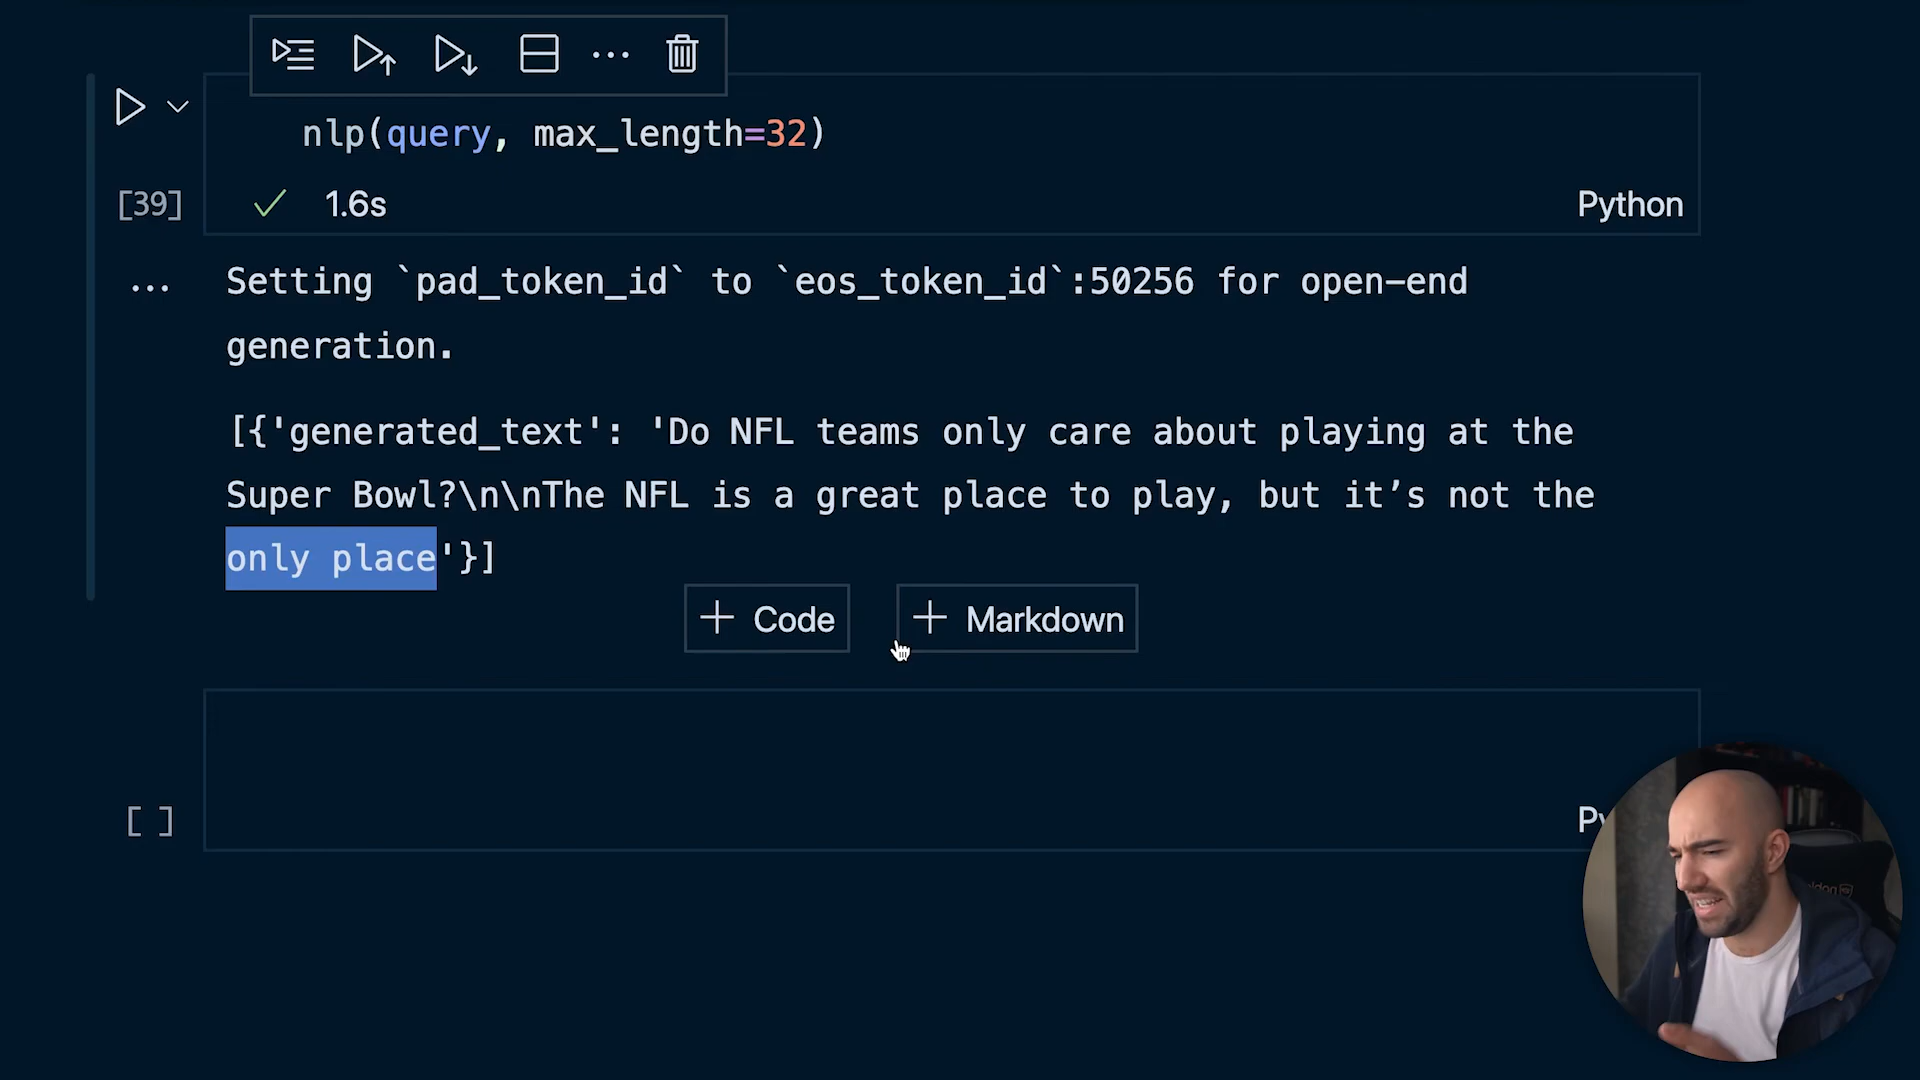 nlp(query, max_length=32)
[39]
1.6s
Python
Setting `pad_token_id` to `eos_token_id`:50256 for open-end
generation.
[{'generated_text': 'Do NFL teams only care about playing at the
Super Bowl?\n\nThe NFL is a great place to play, but it’s not the
only place'}]
+ Code
+ Markdown
[ ]
Py